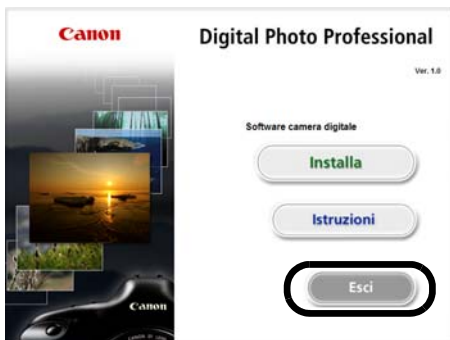 Canon
Digital Photo Professional
Ver. 1.0
Software camera digitale
Installa
Istruzioni
Esci
Canon